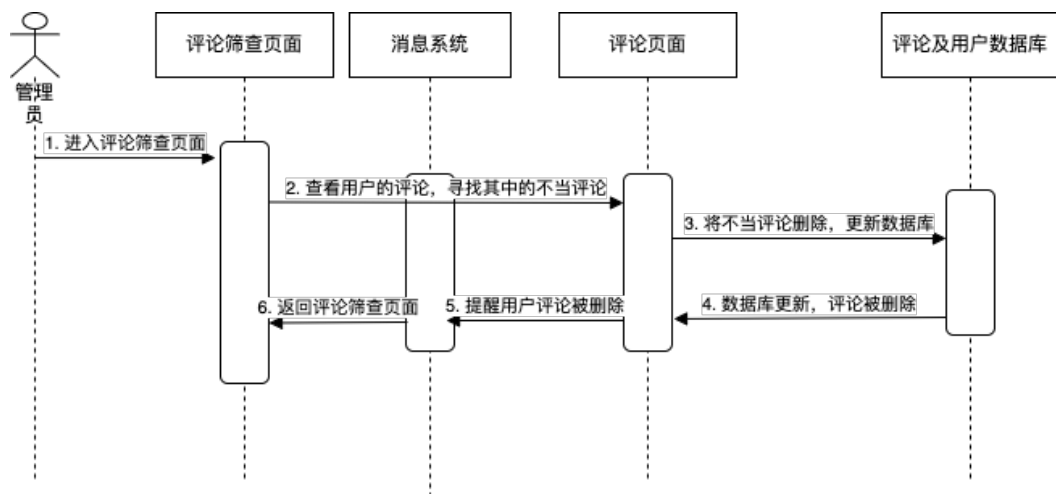 评论筛查页面
消息系统
评论页面
评论及用户数据库
管理
员
1. 进入评论筛查页面
2. 查看用户的评论，寻找其中的不当评论
3. 将不当评论删除，更新数据库
4. 数据库更新，评论被删除
5. 提醒用户评论被删除
6. 返回评论筛查页面